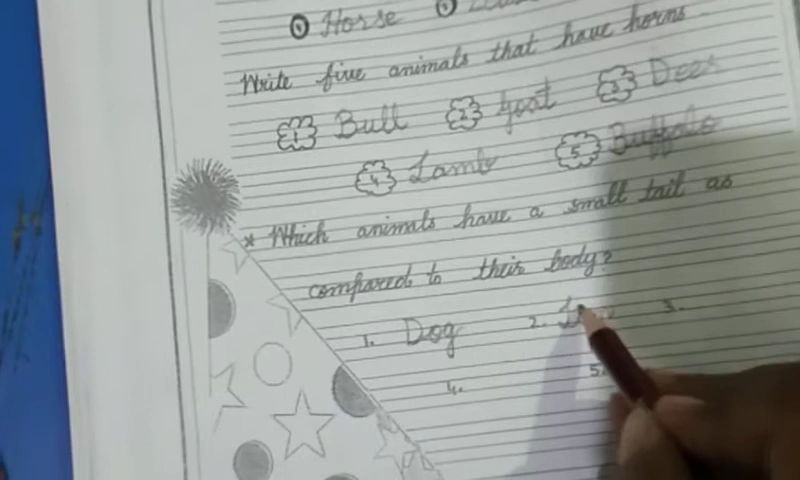 1 Horse
Write five animals that have horns
1 Bull 2 Goat 3 Deer
4 Lamb 5 Buffalo
* Which animals have a small tail as
compared to their body?
1. Dog 2. 3.
4. 5.